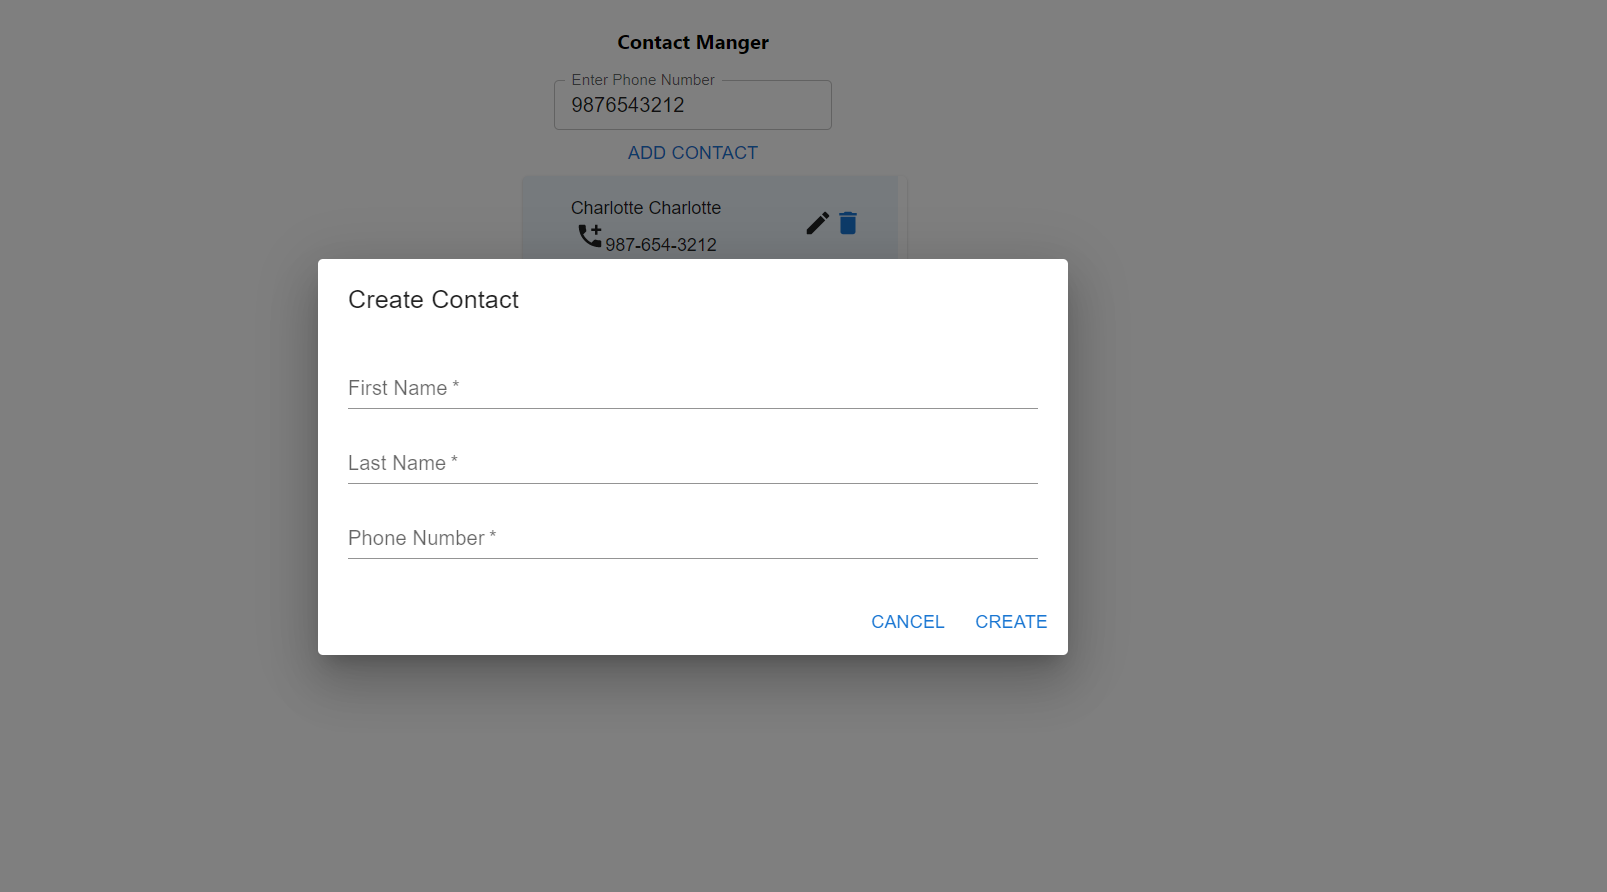 Contact Manger
Enter Phone Number
9876543212
ADD CONTACT
Charlotte Charlotte
987-654-3212
Create Contact
First Name *
Last Name *
Phone Number *
CANCEL CREATE